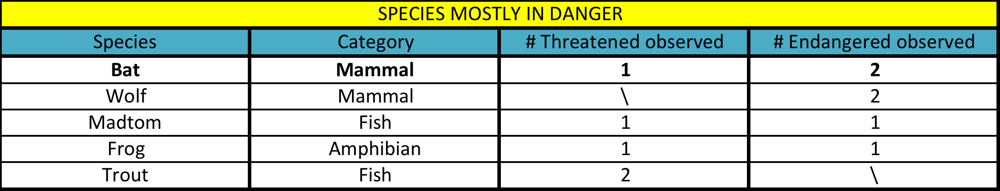 SPECIES MOSTLY IN DANGER
Species Category # Threatened observed # Endangered observed
Bat Mammal 1 2
Wolf Mammal \ 2
Madtom Fish 1 1
Frog Amphibian 1 1
Trout Fish 2 \